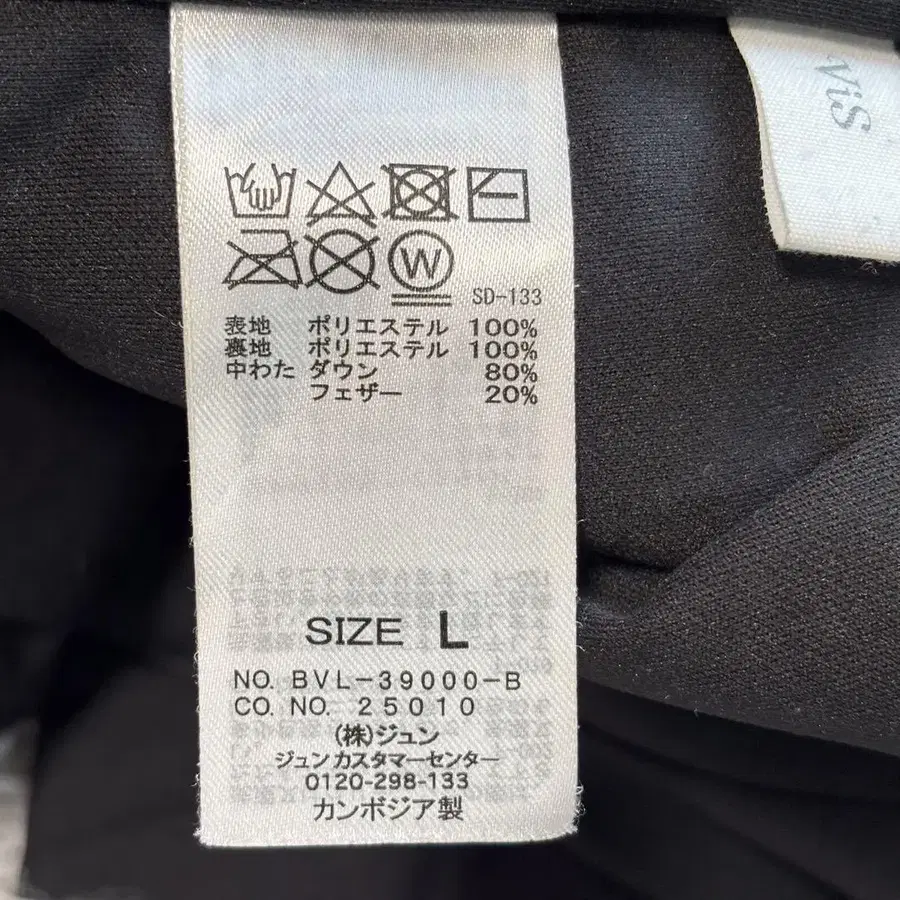 ViS
W
SD-133
表地 ポリエステル 100%
裏地 ポリエステル 100%
中わた ダウン 80%
フェザー 20%
SIZE L
NO. BVL-39000-B
CO. NO. 25010
(株)ジュン
ジュンカスタマーセンター
0120-298-133
カンボジア製